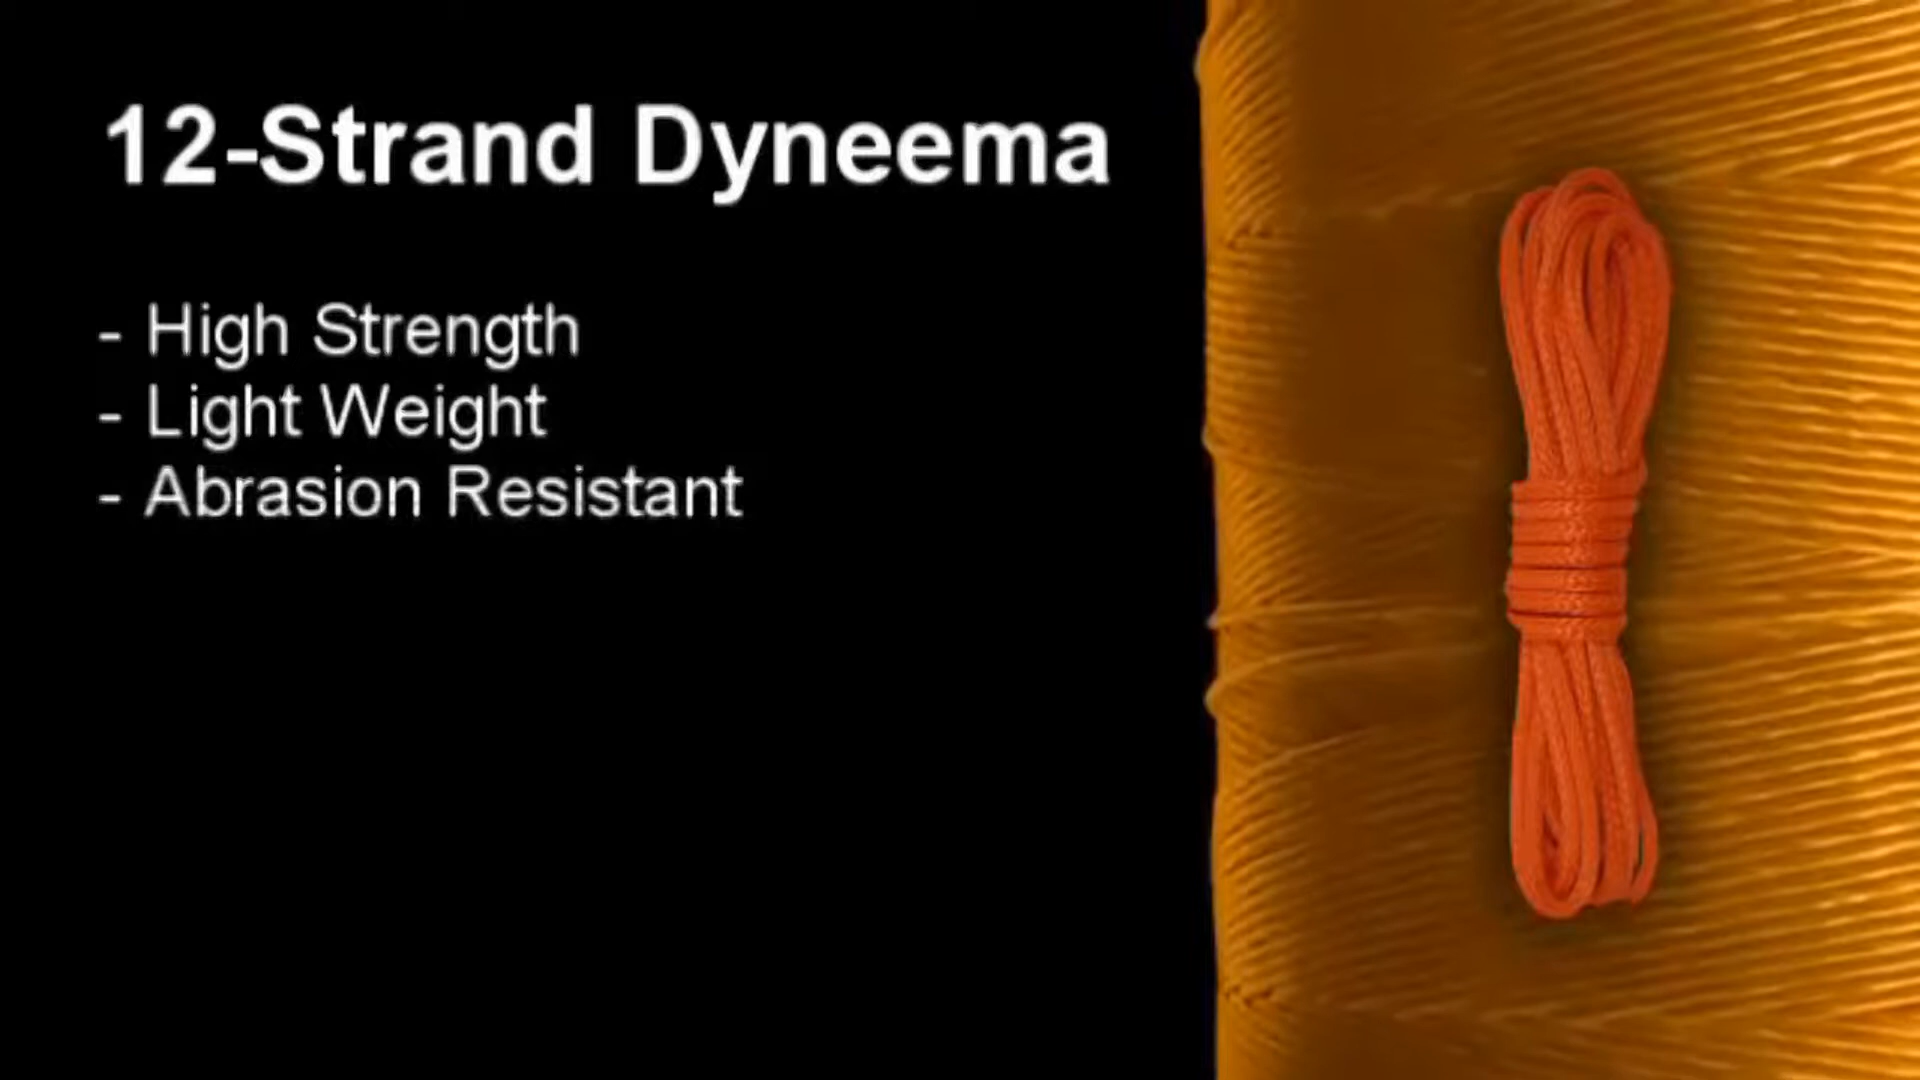 12-Strand Dyneema
- High Strength
- Light Weight
- Abrasion Resistant